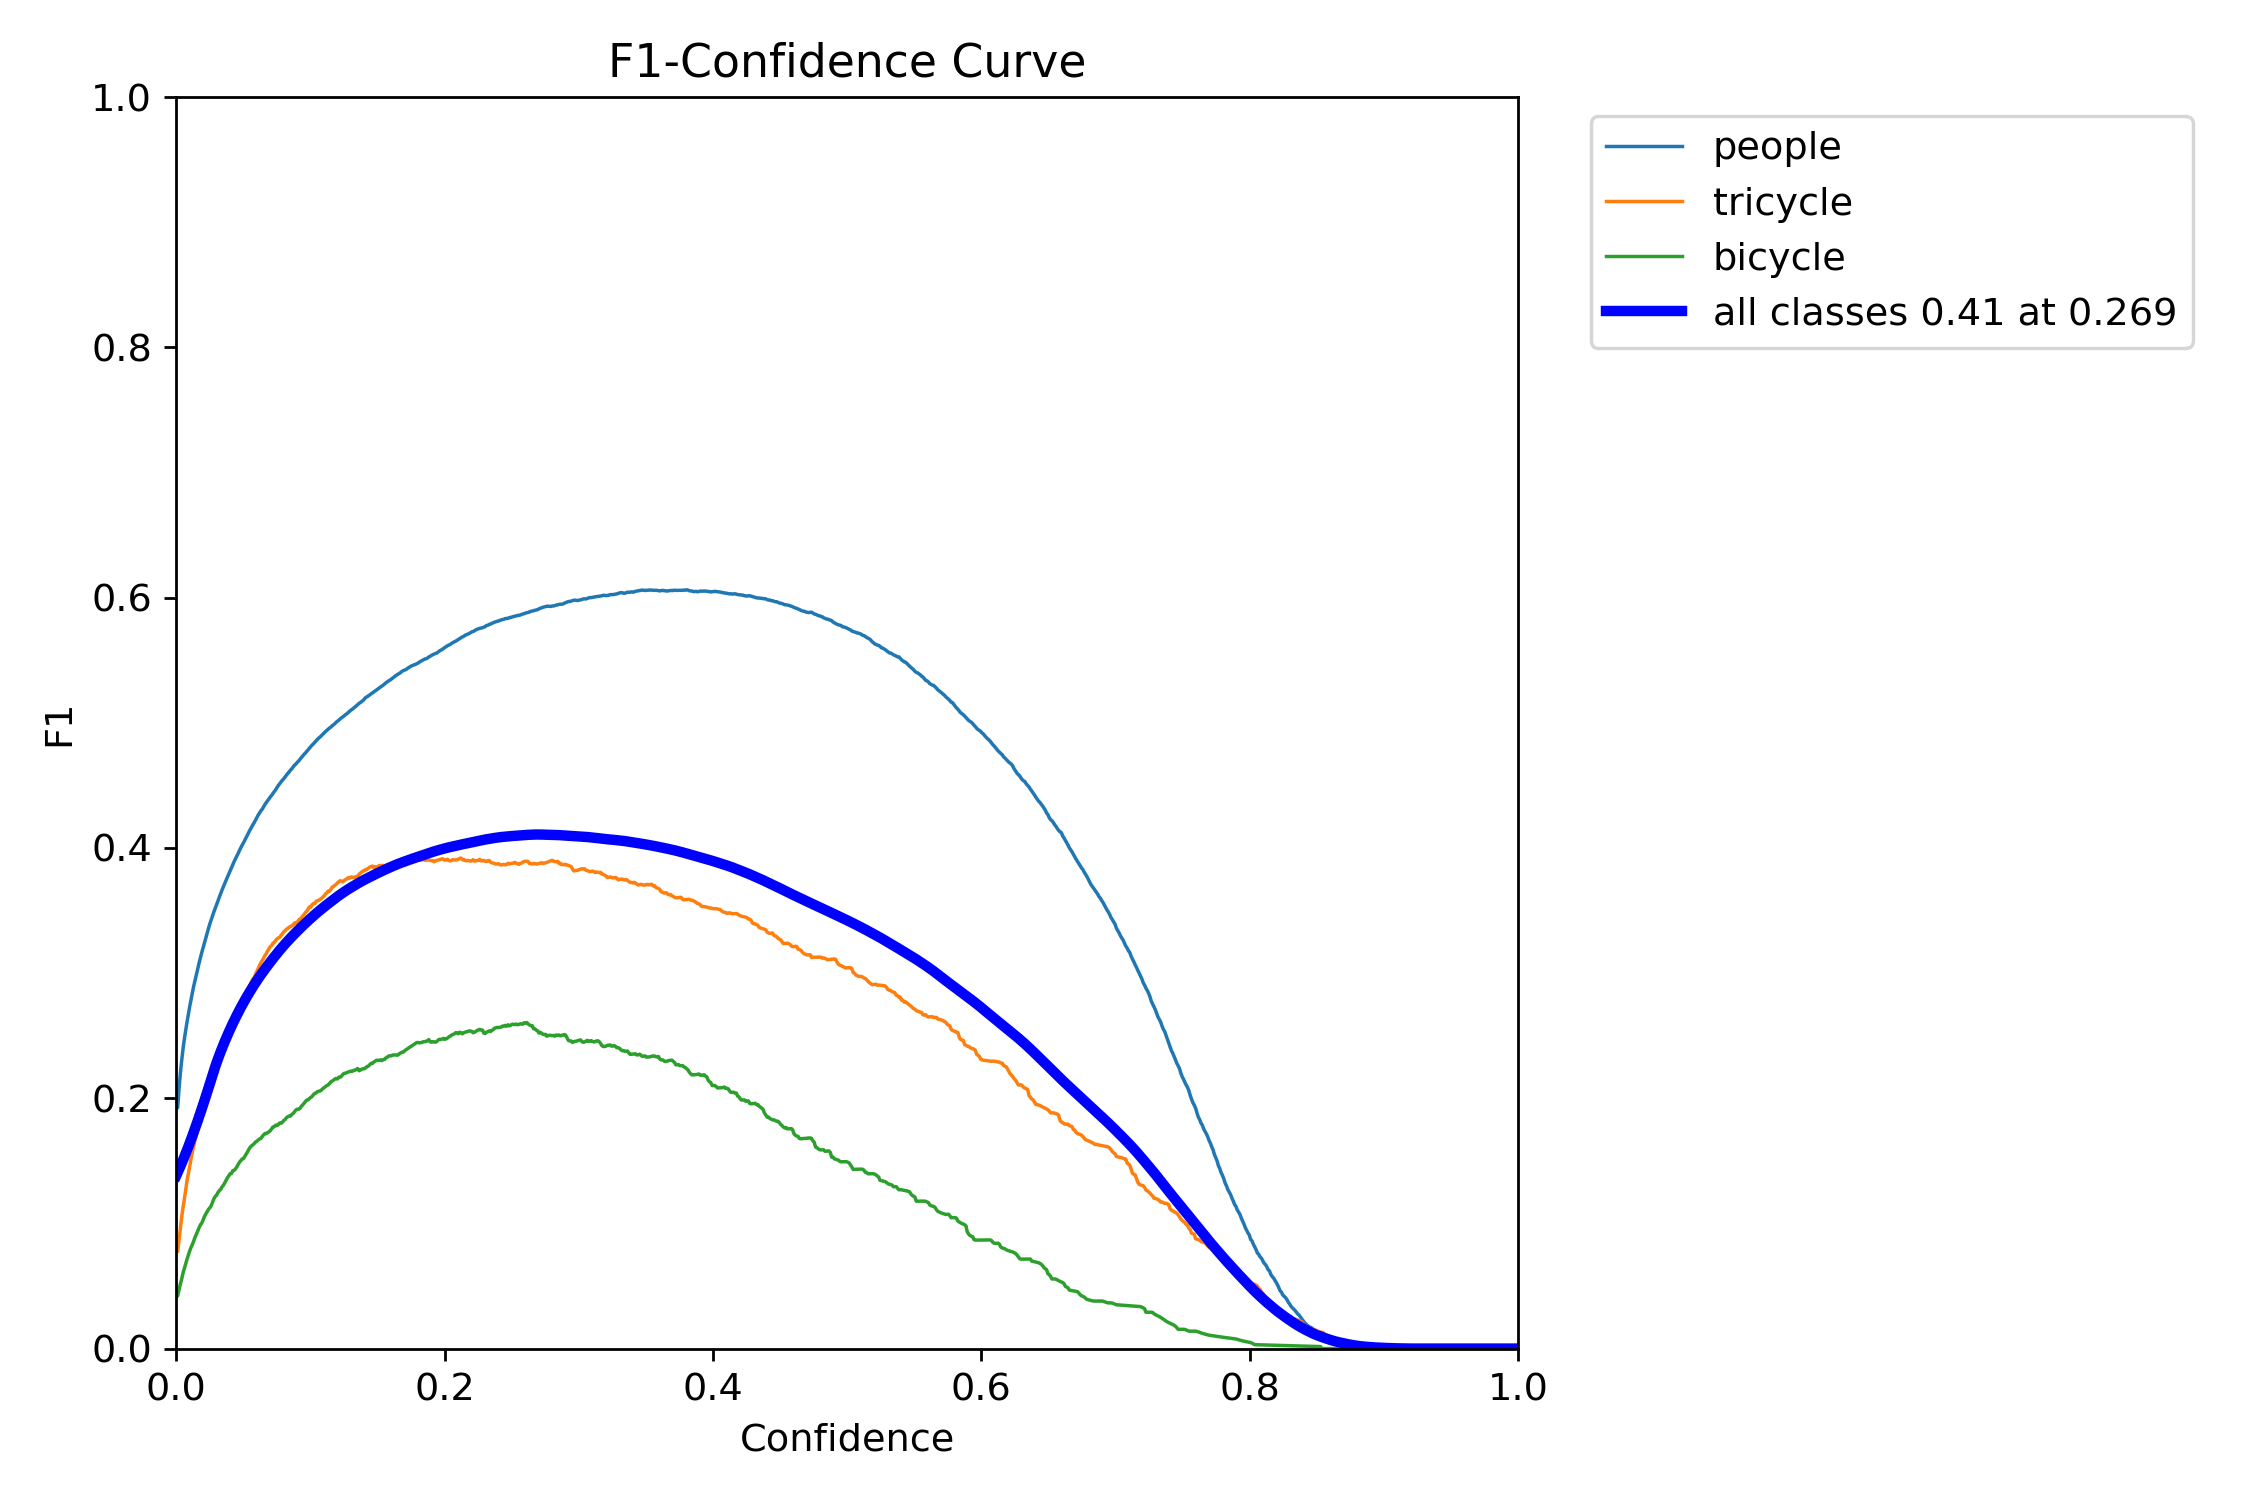 F1-Confidence Curve
1.0
0.8
0.6
0.4
0.2
0.0
F1
0.0 0.2 0.4 0.6 0.8 1.0
Confidence
people
tricycle
bicycle
all classes 0.41 at 0.269